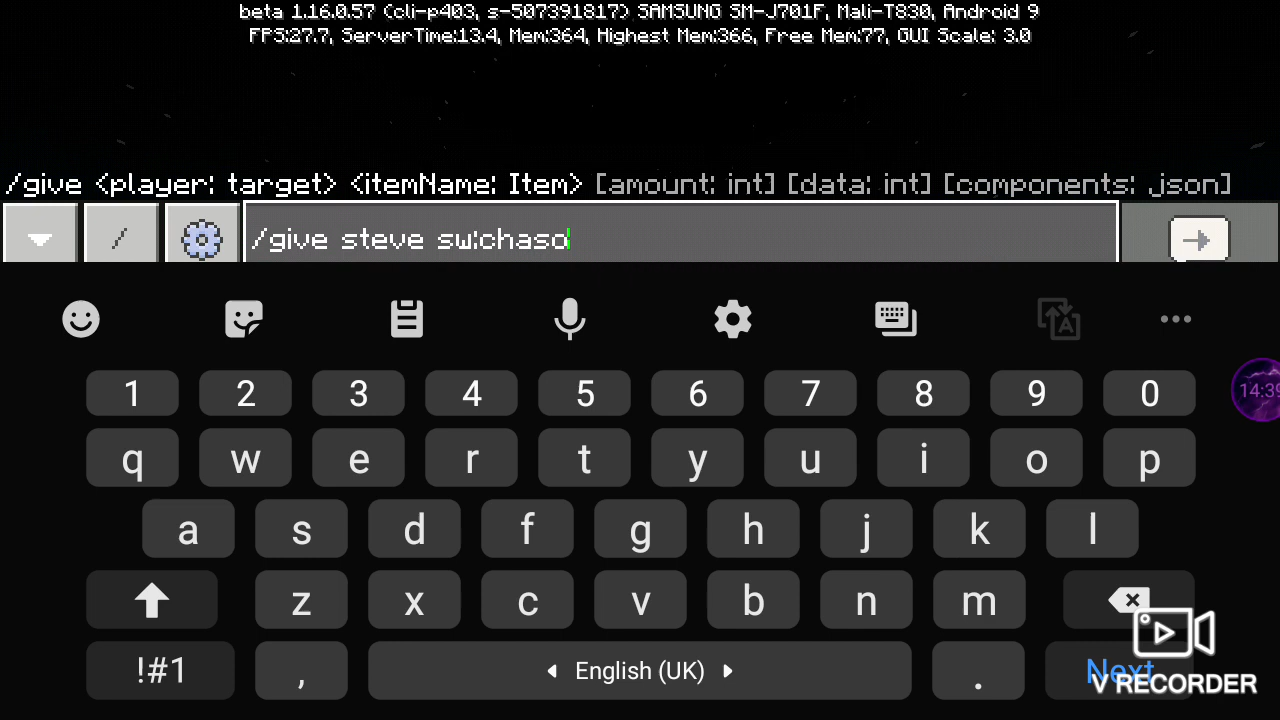 beta 1.16.0.57 (cli-p403, s-507391817) SAMSUNG SM-J701F, Mali-T830, Android 9
FPS:27.7, ServerTime:13.4, Mem:364, Highest Mem:366, Free Mem:77, GUI Scale: 3.0
/give <player: target> <itemName: Item> [amount: int] [data: int] [components: json]
/
/give steve sw:chasd
1 2 3 4 5 6 7 8 9 0
14:39
q w e r t y u i o p
a s d f g h j k l
z x c v b n m
!#1 , English (UK) . Next
V RECORDER